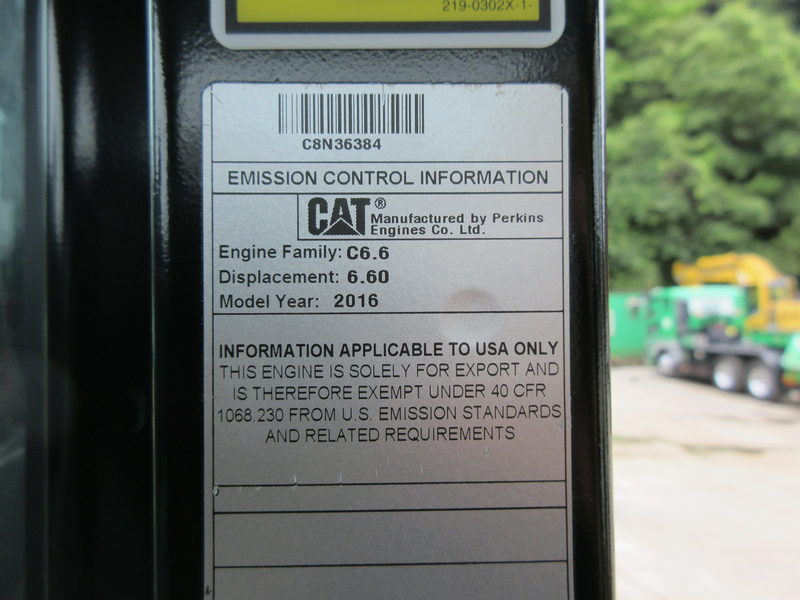 219-0302X-1-
C8N36384
EMISSION CONTROL INFORMATION
CAT® Manufactured by Perkins
Engines Co. Ltd.
Engine Family: C6.6
Displacement: 6.60
Model Year: 2016
INFORMATION APPLICABLE TO USA ONLY
THIS ENGINE IS SOLELY FOR EXPORT AND
IS THEREFORE EXEMPT UNDER 40 CFR
1068.230 FROM U.S. EMISSION STANDARDS
AND RELATED REQUIREMENTS